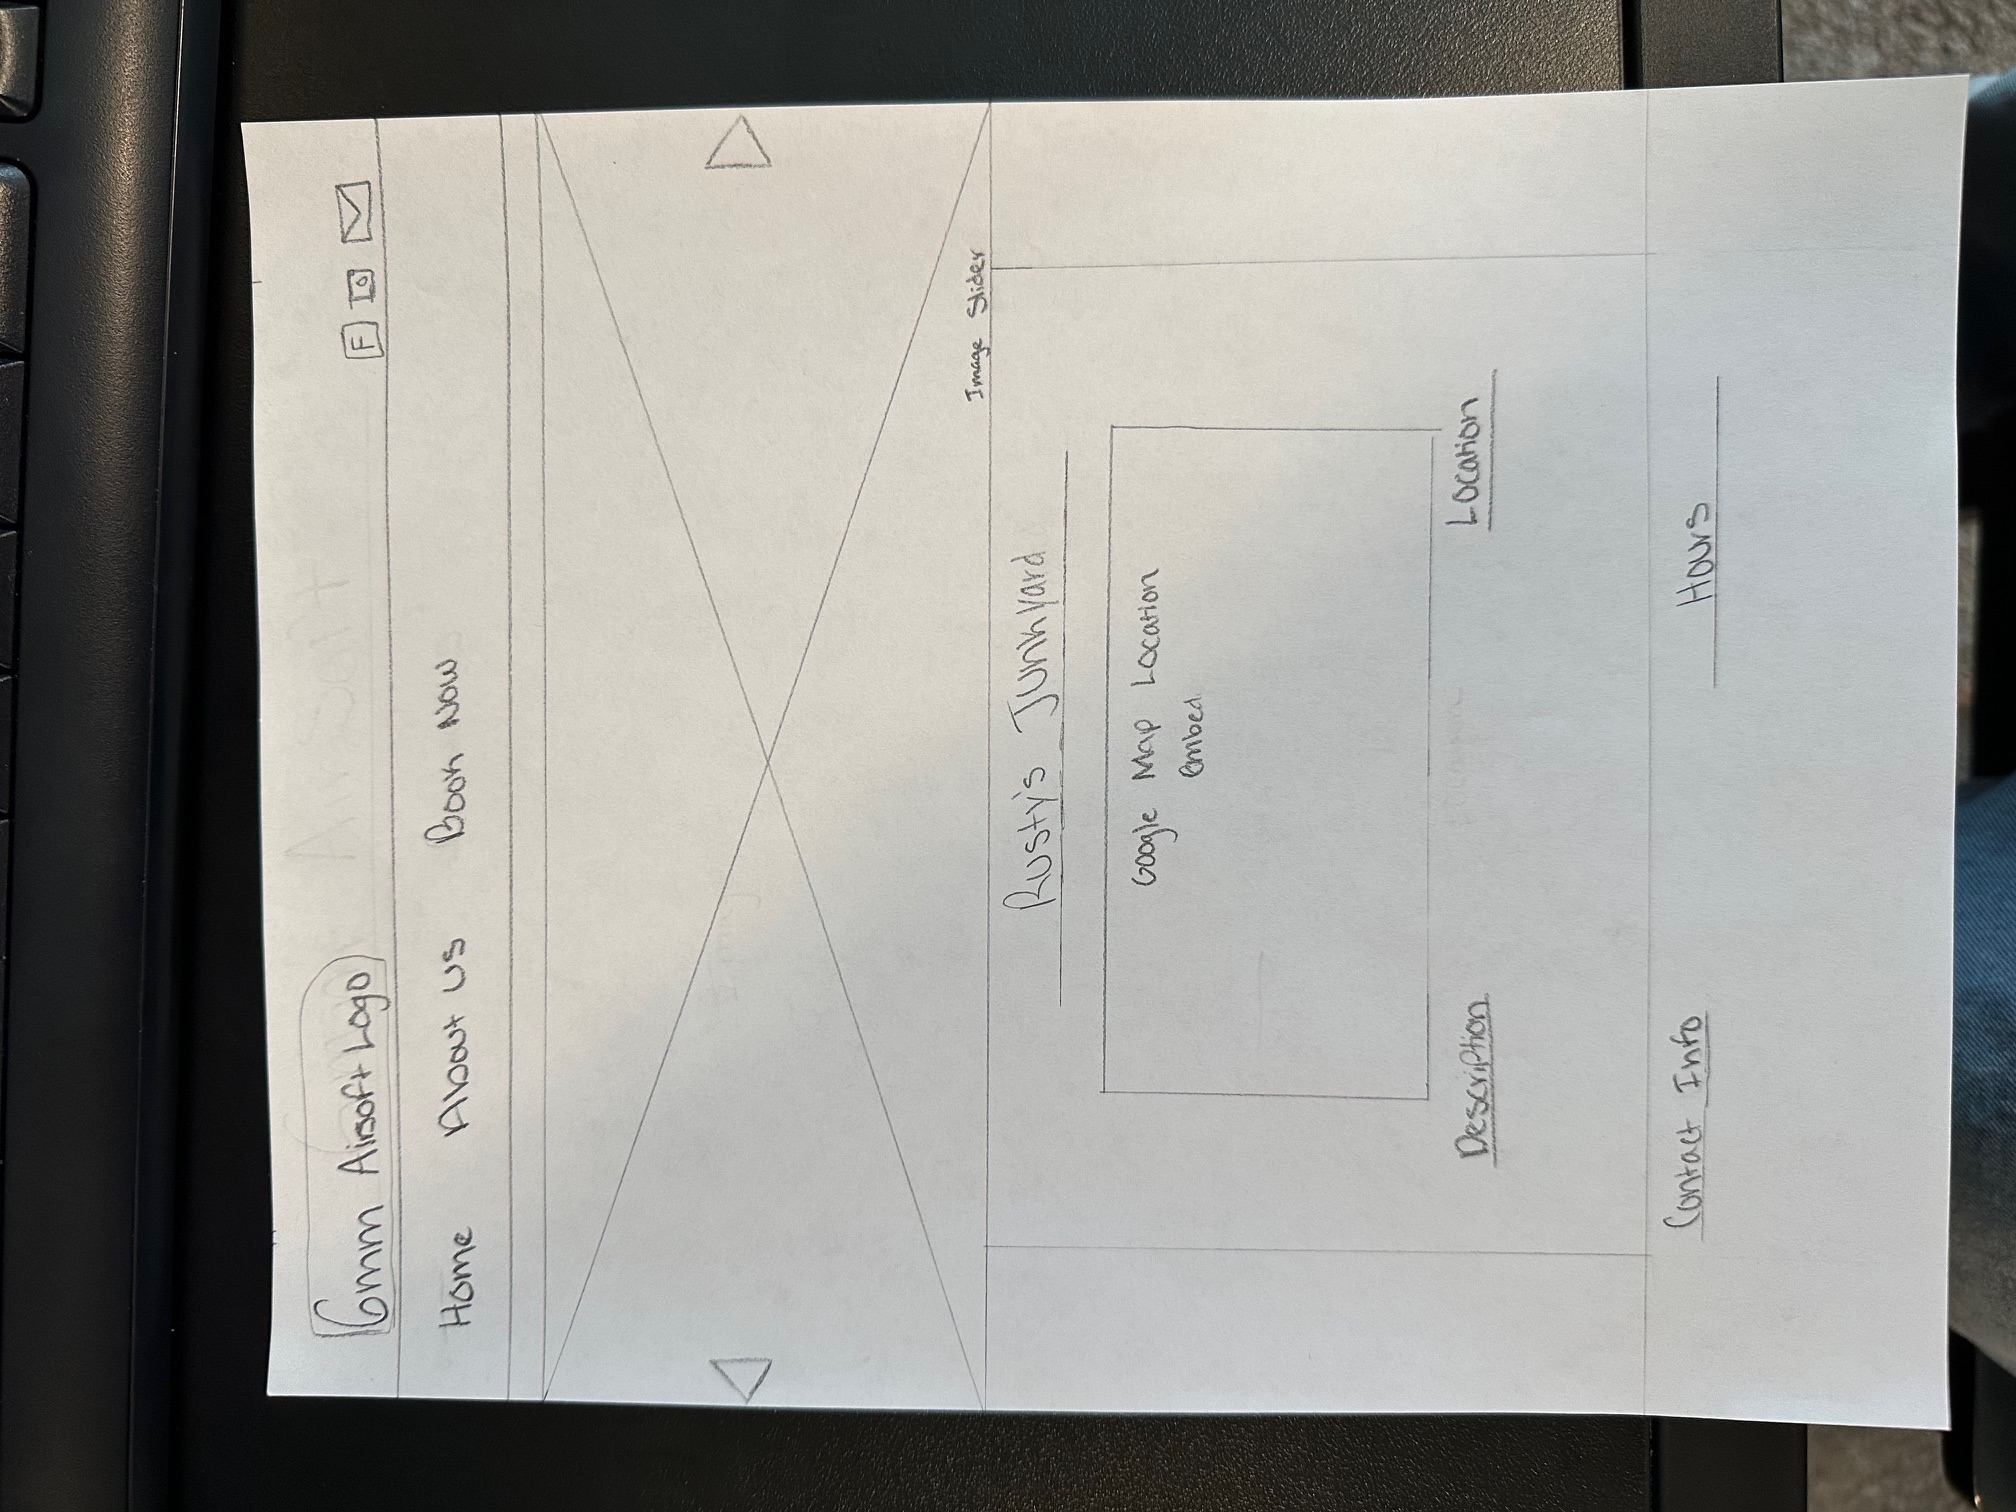 6mm Airsoft Logo
F
Home About Us Book Now
Image Slider
Rusty's Junkyard
Google Map Location
Embed
Description Location
Contact Info Hours